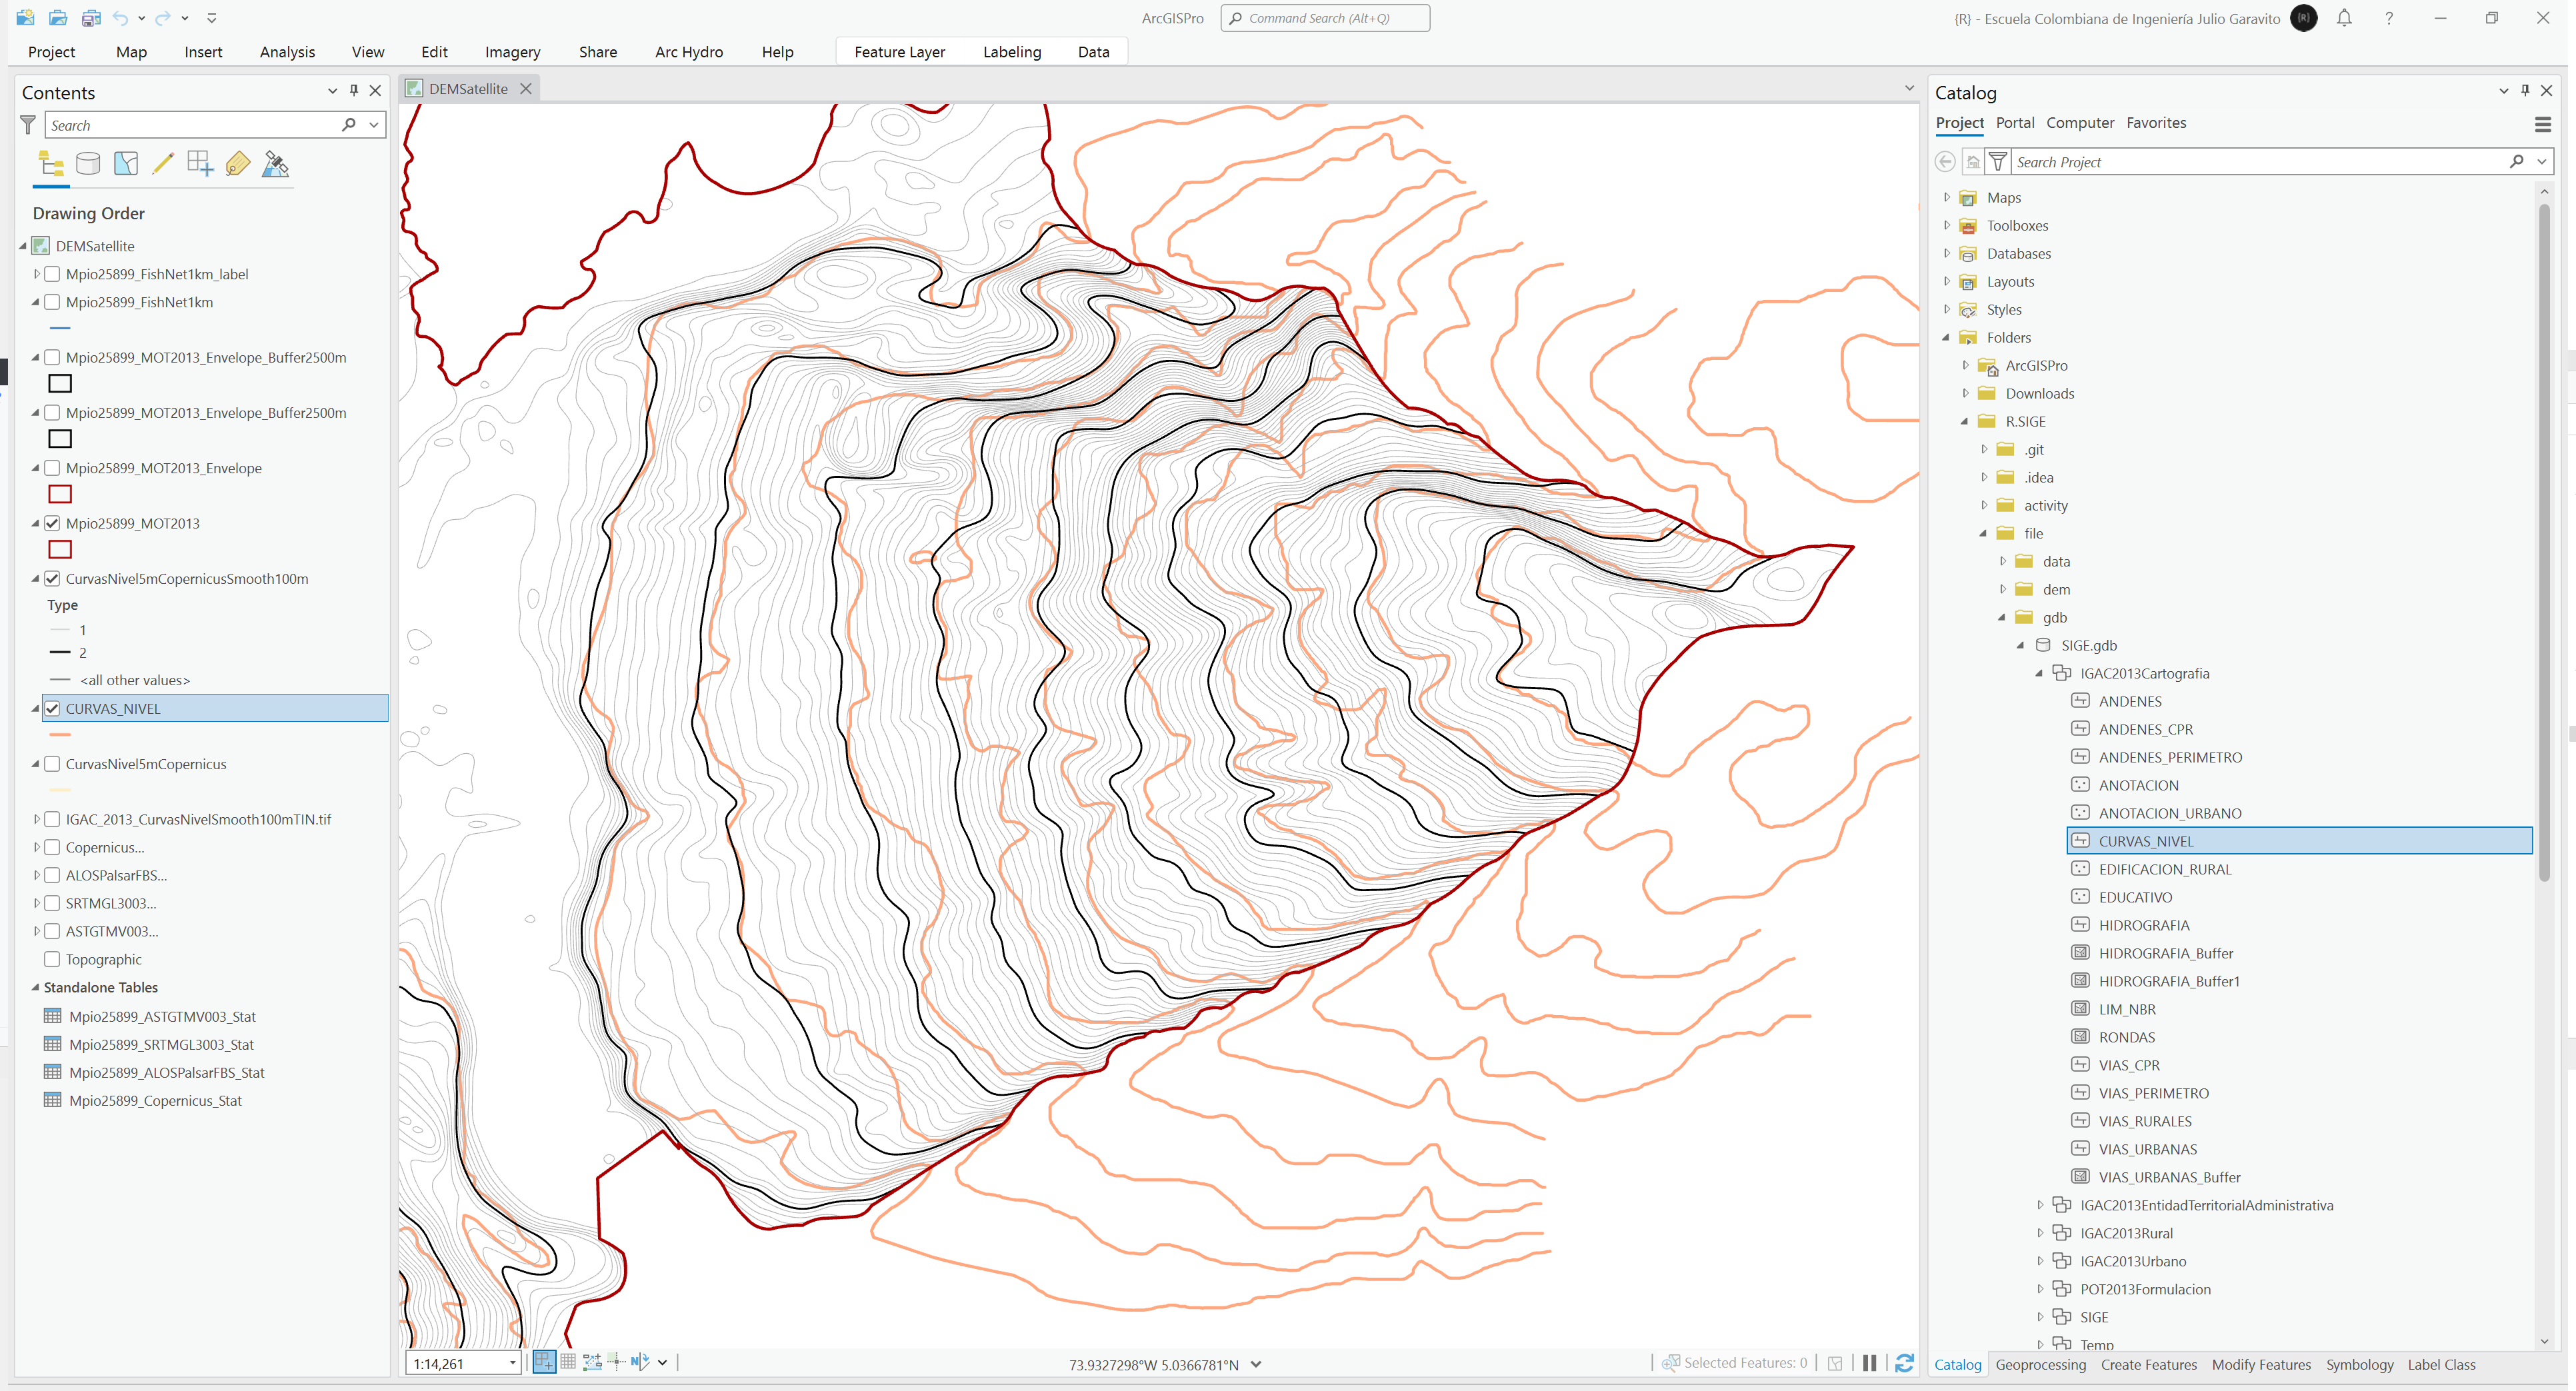 ArcGISPro
Command Search (Alt+Q)
{R} - Escuela Colombiana de Ingeniería Julio Garavito
{R}
?
Project Map Insert Analysis View Edit Imagery Share Arc Hydro Help Feature Layer Labeling Data
Contents
Search
Drawing Order
DEMSatellite
Mpio25899_FishNet1km_label
Mpio25899_FishNet1km
Mpio25899_MOT2013_Envelope_Buffer2500m
Mpio25899_MOT2013_Envelope_Buffer2500m
Mpio25899_MOT2013_Envelope
Mpio25899_MOT2013
CurvasNivel5mCopernicusSmooth100m
Type
1
2
<all other values>
CURVAS_NIVEL
CurvasNivel5mCopernicus
IGAC_2013_CurvasNivelSmooth100mTIN.tif
Copernicus...
ALOSPalsarFBS...
SRTMGL3003...
ASTGTMV003...
Topographic
Standalone Tables
Mpio25899_ASTGTMV003_Stat
Mpio25899_SRTMGL3003_Stat
Mpio25899_ALOSPalsarFBS_Stat
Mpio25899_Copernicus_Stat
DEMSatellite
1:14,261
73.9327298°W 5.0366781°N
Selected Features: 0
Catalog
Project Portal Computer Favorites
Search Project
Maps
Toolboxes
Databases
Layouts
Styles
Folders
ArcGISPro
Downloads
R.SIGE
.git
.idea
activity
file
data
dem
gdb
SIGE.gdb
IGAC2013Cartografia
ANDENES
ANDENES_CPR
ANDENES_PERIMETRO
ANOTACION
ANOTACION_URBANO
CURVAS_NIVEL
EDIFICACION_RURAL
EDUCATIVO
HIDROGRAFIA
HIDROGRAFIA_Buffer
HIDROGRAFIA_Buffer1
LIM_NBR
RONDAS
VIAS_CPR
VIAS_PERIMETRO
VIAS_RURALES
VIAS_URBANAS
VIAS_URBANAS_Buffer
IGAC2013EntidadTerritorialAdministrativa
IGAC2013Rural
IGAC2013Urbano
POT2013Formulacion
SIGE
Temp
Catalog Geoprocessing Create Features Modify Features Symbology Label Class